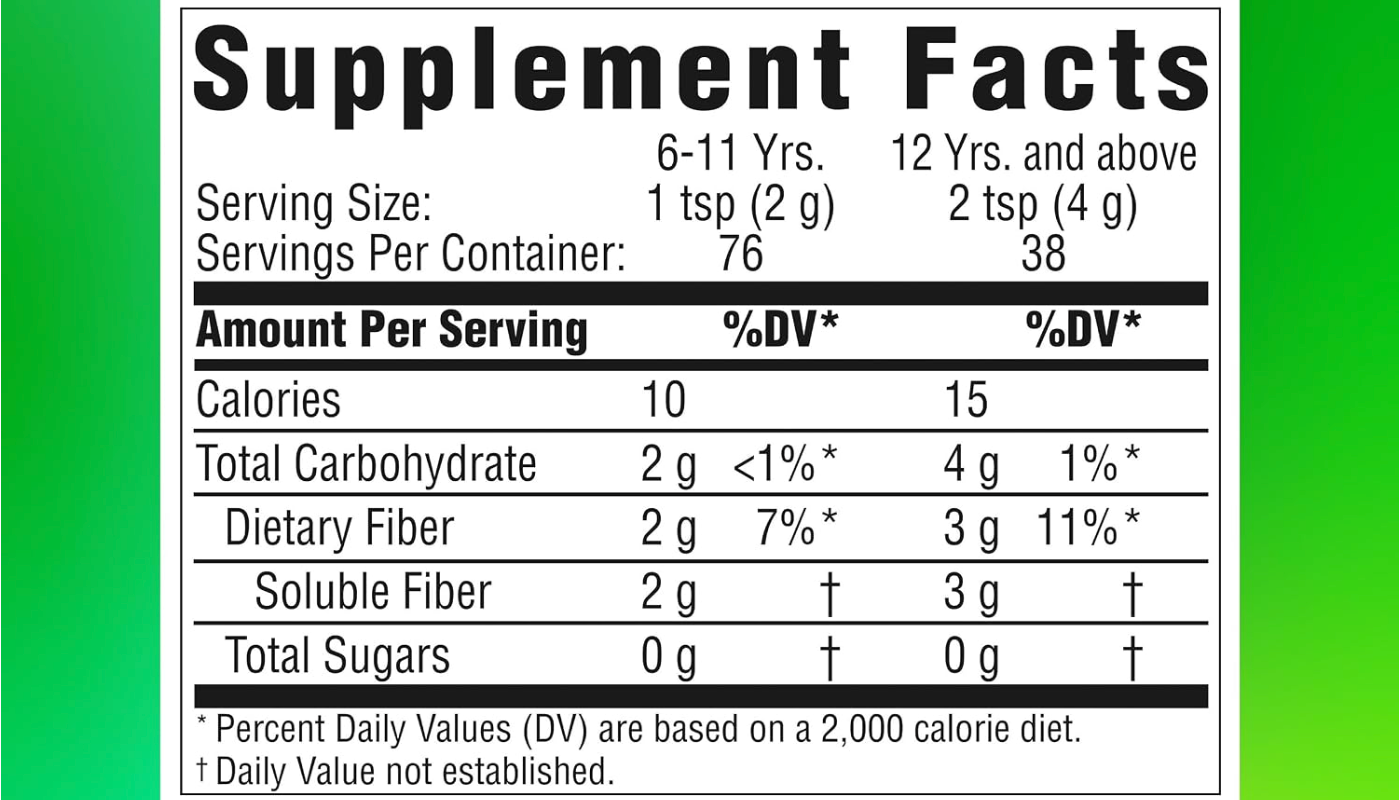 Supplement Facts
6-11 Yrs. 12 Yrs. and above
Serving Size: 1 tsp (2 g) 2 tsp (4 g)
Servings Per Container: 76 38
Amount Per Serving %DV* %DV*
Calories 10 15
Total Carbohydrate 2 g <1%* 4 g 1%*
Dietary Fiber 2 g 7%* 3 g 11%*
Soluble Fiber 2 g † 3 g †
Total Sugars 0 g † 0 g †
* Percent Daily Values (DV) are based on a 2,000 calorie diet.
† Daily Value not established.